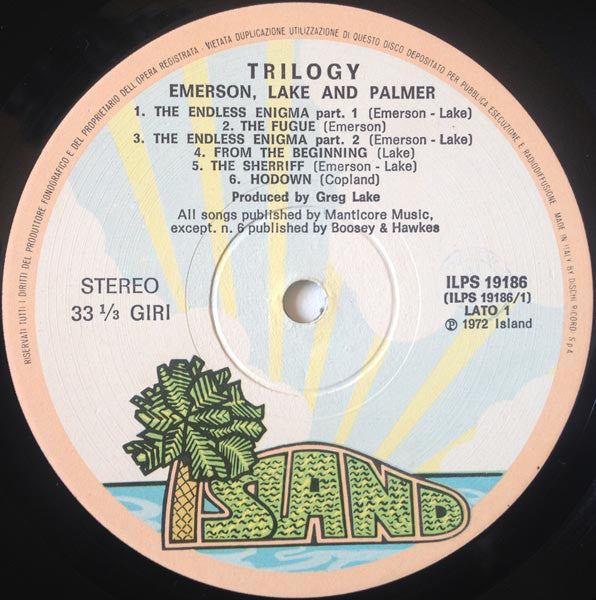 RISERVATI TUTTI I DIRITTI DEL PRODUTTORE FONOGRAFICO E DEL PROPRIETARIO DELL'OPERA REGISTRATA - VIETATA DUPLICAZIONE UTILIZZAZIONE DI QUESTO DISCO DEPOSITATO PER PUBBLICA ESECUZIONE E RADIODIFFUSIONE. MADE IN ITALY BY DISCHI RICORDI S.p.A.
TRILOGY
EMERSON, LAKE AND PALMER
1. THE ENDLESS ENIGMA part. 1 (Emerson - Lake)
2. THE FUGUE (Emerson)
3. THE ENDLESS ENIGMA part. 2 (Emerson - Lake)
4. FROM THE BEGINNING (Lake)
5. THE SHERRIFF (Emerson - Lake)
6. HODOWN (Copland)
Produced by Greg Lake
All songs published by Manticore Music,
except. n. 6 published by Boosey & Hawkes
STEREO
33 ⅓ GIRI
ILPS 19186
(ILPS 19186/1)
LATO 1
℗ 1972 Island
ISLAND